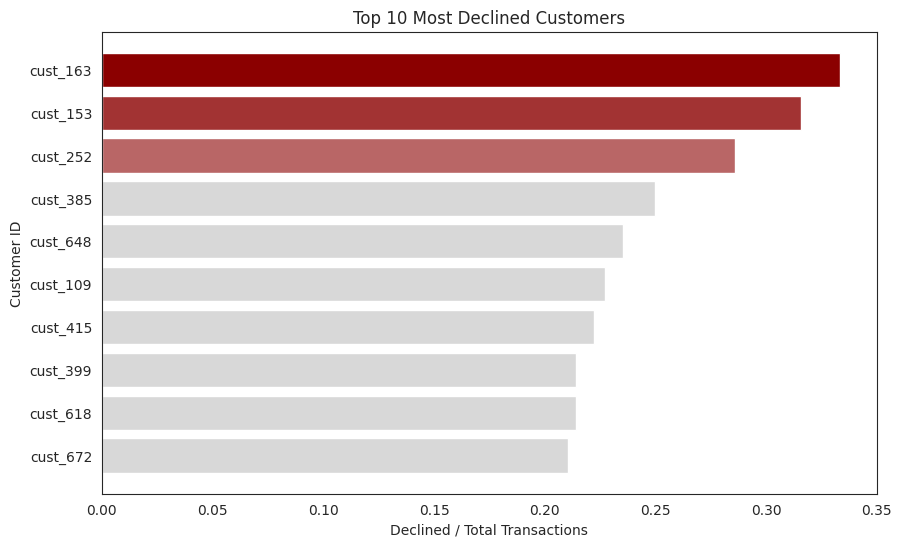 Top 10 Most Declined Customers
Customer ID
cust_163
cust_153
cust_252
cust_385
cust_648
cust_109
cust_415
cust_399
cust_618
cust_672
0.00 0.05 0.10 0.15 0.20 0.25 0.30 0.35
Declined / Total Transactions